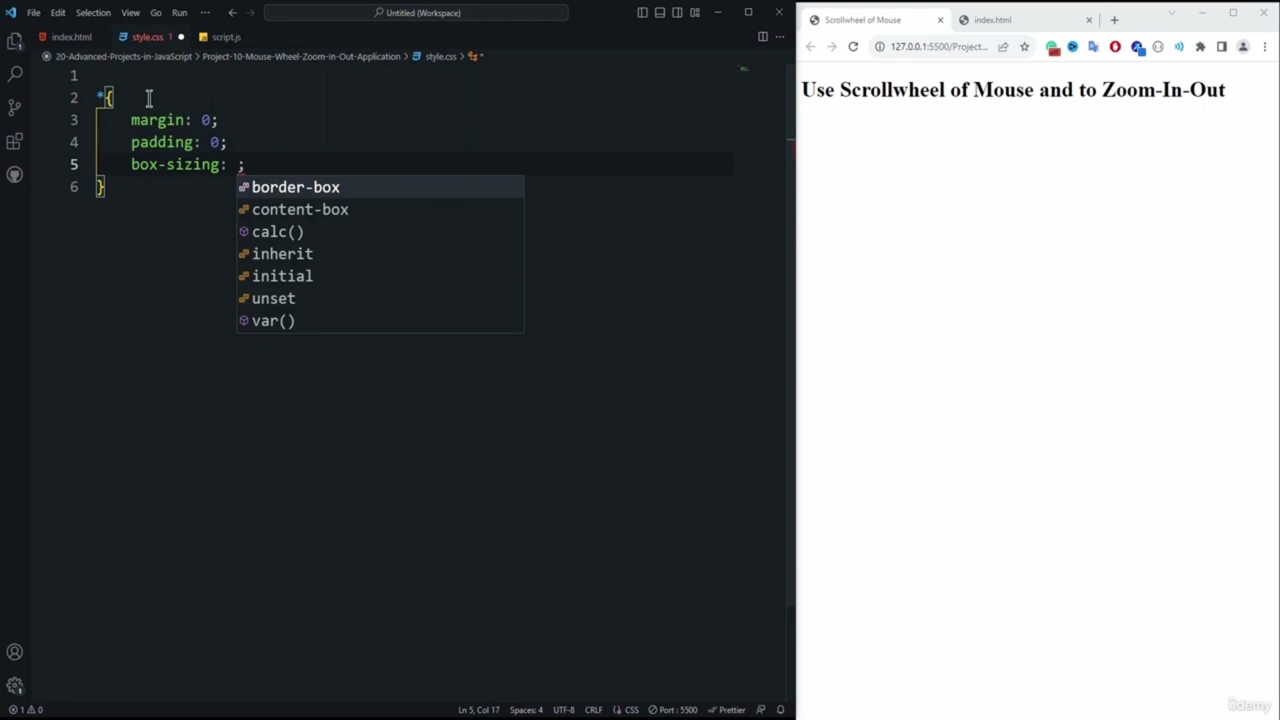 File Edit Selection View Go Run ··· Untitled (Workspace)
index.html style.css 1 script.js
20-Advanced-Projects-in-JavaScript > Project-10-Mouse-Wheel-Zoom-In-Out-Application > style.css > *
1
2 *{
3 margin: 0;
4 padding: 0;
5 box-sizing: ;
6 }
border-box
content-box
calc()
inherit
initial
unset
var()
1 0 Ln 5, Col 17 Spaces: 4 UTF-8 CRLF CSS Port : 5500 Prettier
Scrollwheel of Mouse index.html
127.0.0.1:5500/Project...
Use Scrollwheel of Mouse and to Zoom-In-Out
ûdemy